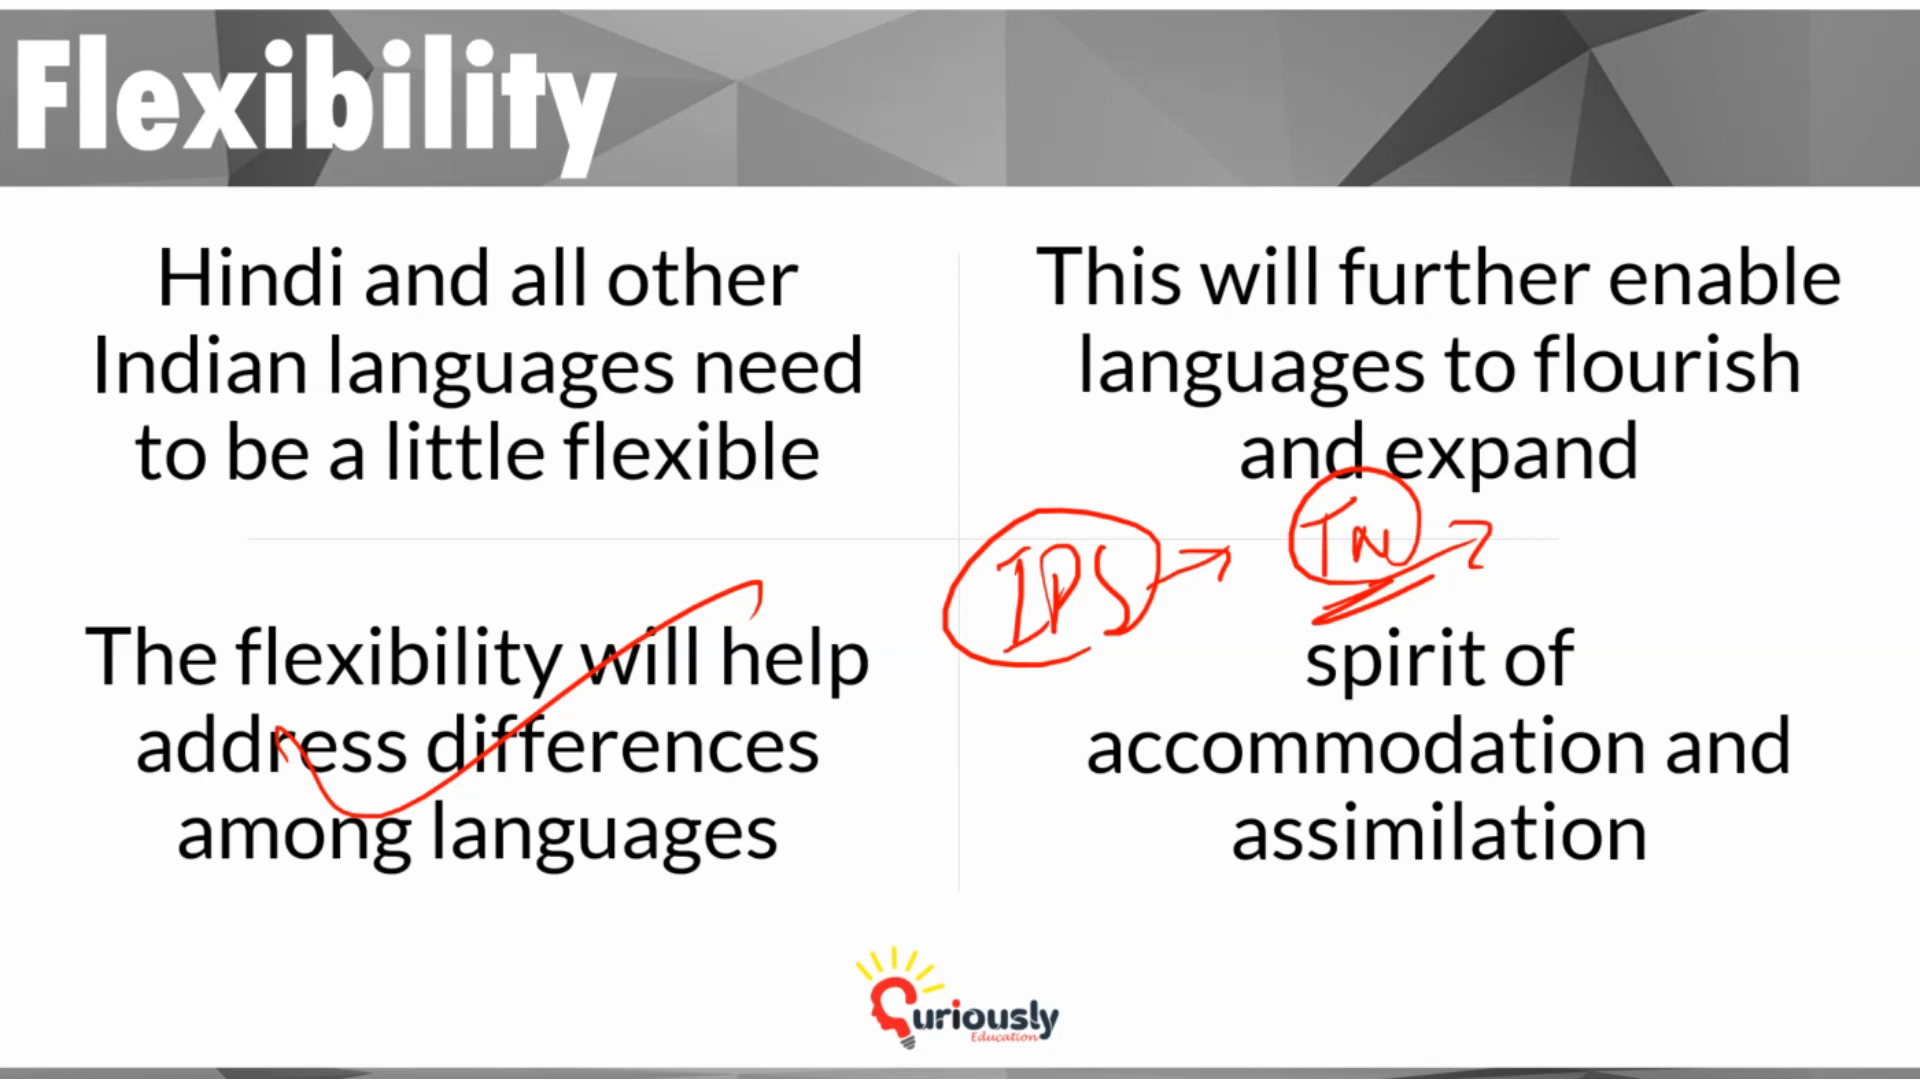 Flexibility
Hindi and all other
Indian languages need
to be a little flexible
This will further enable
languages to flourish
and expand
IPS
TN
The flexibility will help
address differences
among languages
spirit of
accommodation and
assimilation
Curiously
Education